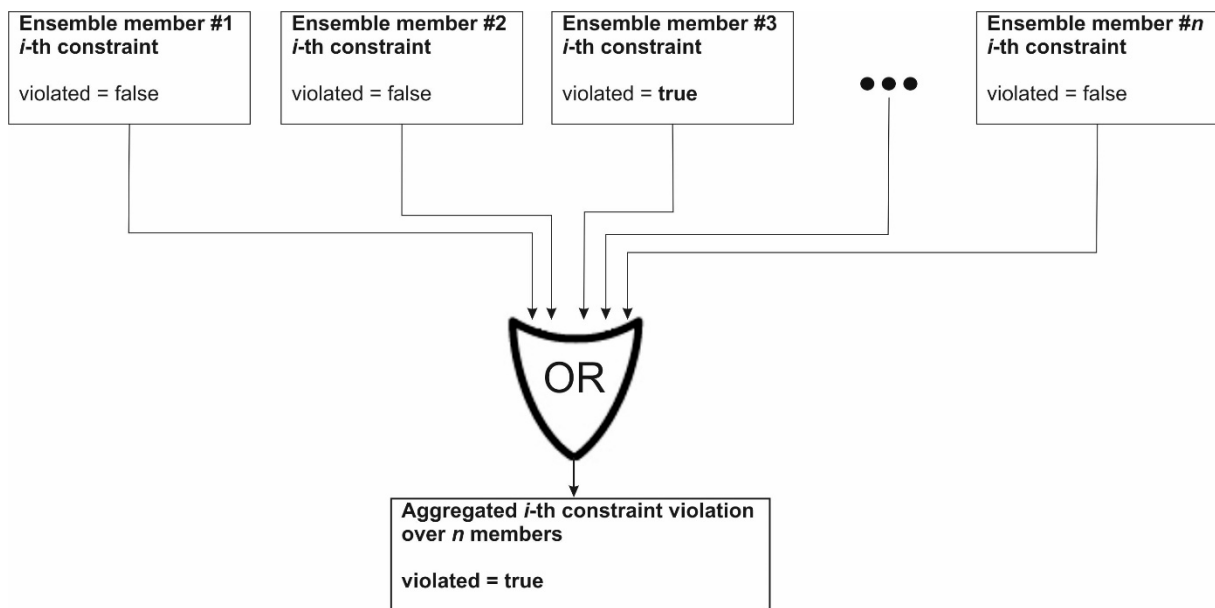 Ensemble member #1
i-th constraint
violated = false
Ensemble member #2
i-th constraint
violated = false
Ensemble member #3
i-th constraint
violated = true
Ensemble member #n
i-th constraint
violated = false
OR
Aggregated i-th constraint violation
over n members
violated = true